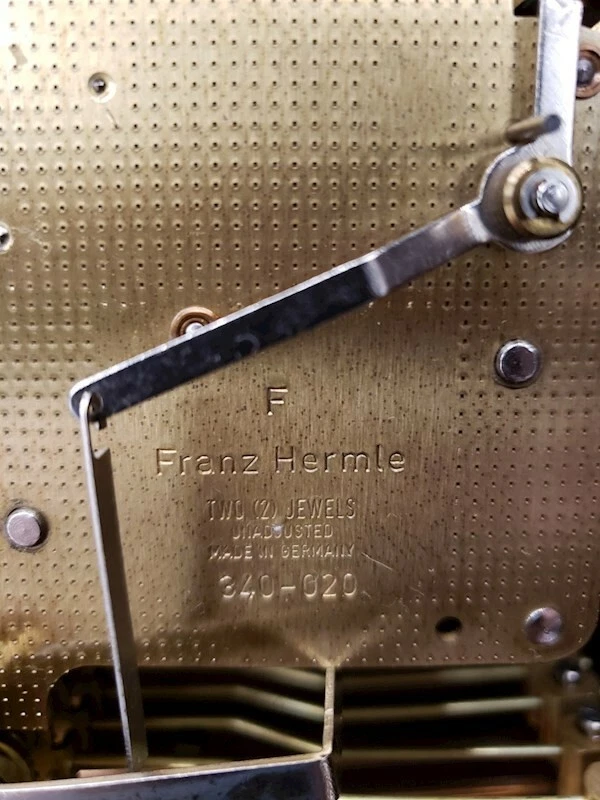 F
Franz Hermle
TWO (2) JEWELS
UNADJUSTED
MADE IN GERMANY
340-020